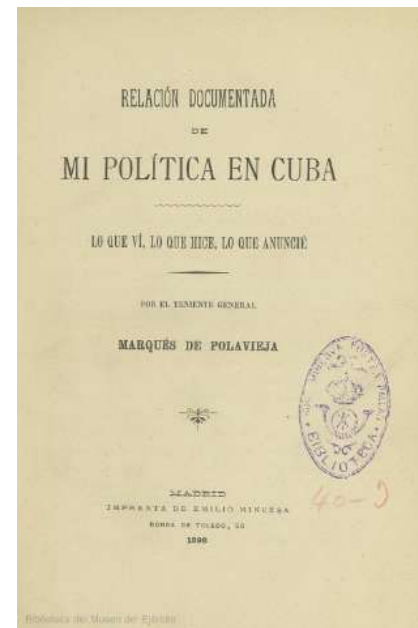 RELACIÓN DOCUMENTADA
DE
MI POLÍTICA EN CUBA
LO QUE VÍ, LO QUE HICE, LO QUE ANUNCIÉ
POR EL TENIENTE GENERAL
MARQUÉS DE POLAVIEJA
BIBLIOTECA
40-9
MADRID
IMPRENTA DE EMILIO MINUESA
RONDA DE TOLEDO,
1898
Biblioteca del Museo del Ejército